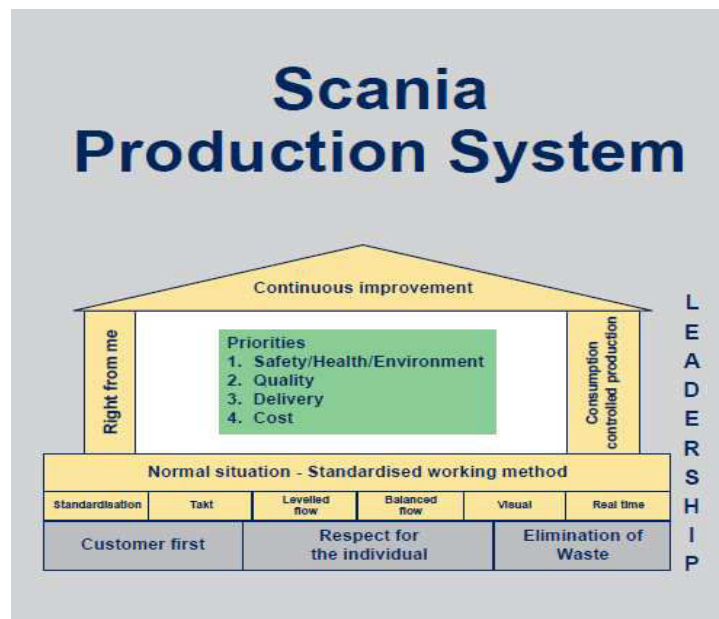 Scania
Production System
Continuous improvement
Right from me
Priorities
1. Safety/Health/Environment
2. Quality
3. Delivery
4. Cost
Consumption
controlled production
Normal situation - Standardised working method
Standardisation
Takt
Levelled
flow
Balanced
flow
Visual
Real time
Customer first
Respect for
the individual
Elimination of
Waste
LEADERSHIP